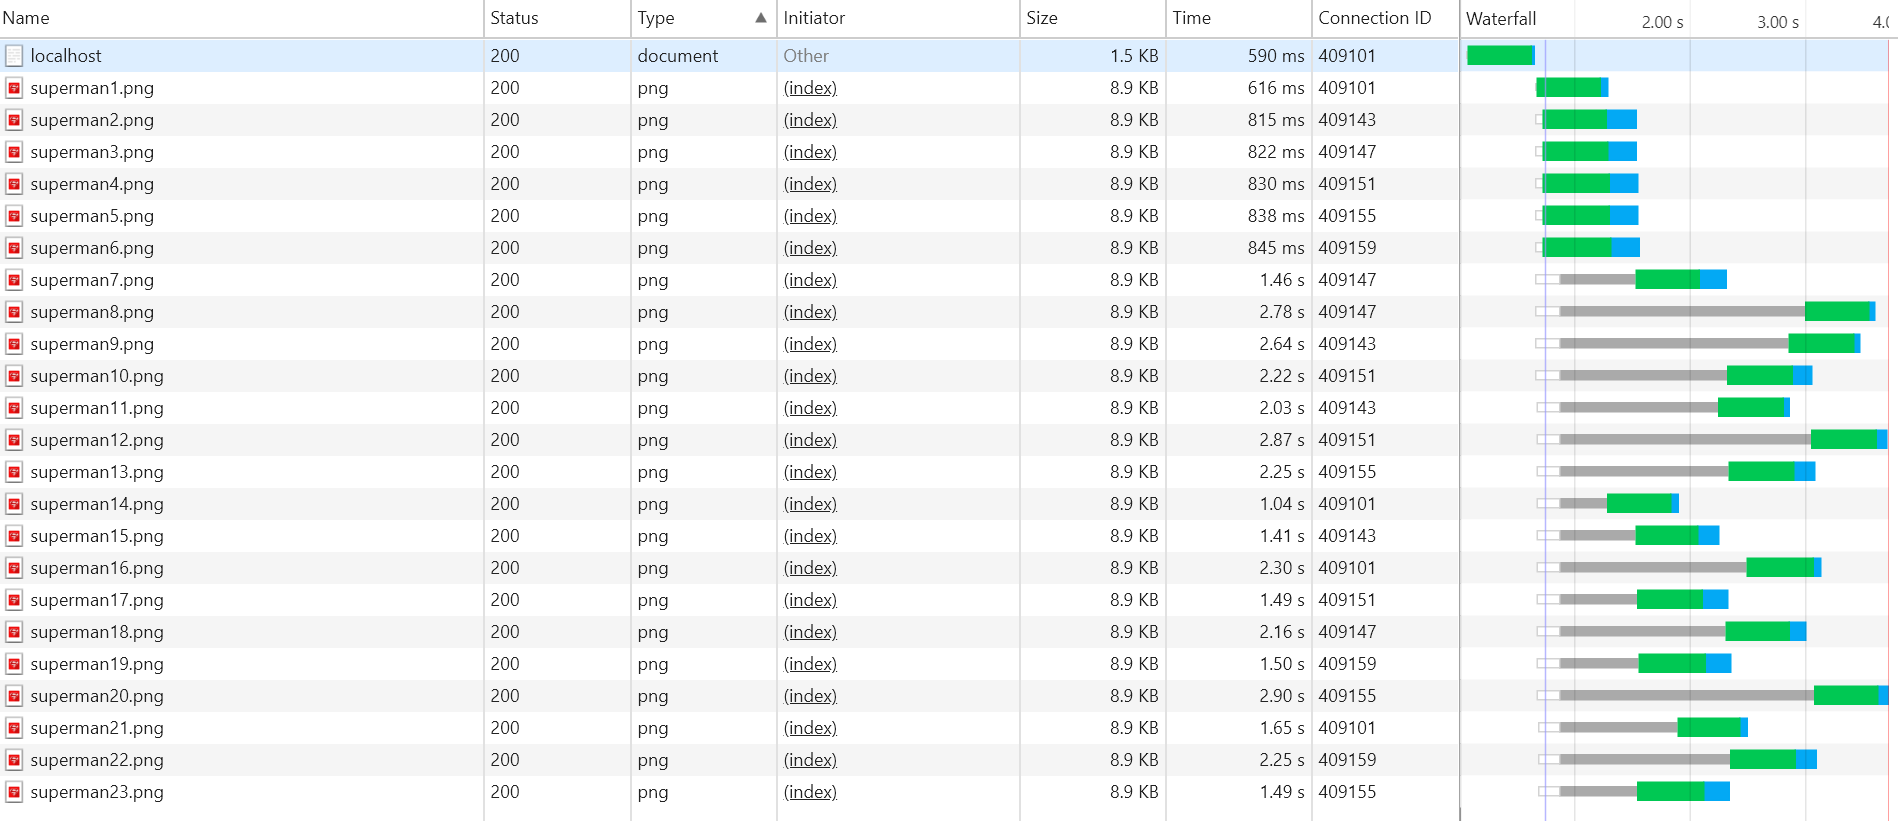 Name Status Type ▲ Initiator Size Time Connection ID Waterfall 2.00 s 3.00 s 4.0
localhost 200 document Other 1.5 KB 590 ms 409101
superman1.png 200 png (index) 8.9 KB 616 ms 409101
superman2.png 200 png (index) 8.9 KB 815 ms 409143
superman3.png 200 png (index) 8.9 KB 822 ms 409147
superman4.png 200 png (index) 8.9 KB 830 ms 409151
superman5.png 200 png (index) 8.9 KB 838 ms 409155
superman6.png 200 png (index) 8.9 KB 845 ms 409159
superman7.png 200 png (index) 8.9 KB 1.46 s 409147
superman8.png 200 png (index) 8.9 KB 2.78 s 409147
superman9.png 200 png (index) 8.9 KB 2.64 s 409143
superman10.png 200 png (index) 8.9 KB 2.22 s 409151
superman11.png 200 png (index) 8.9 KB 2.03 s 409143
superman12.png 200 png (index) 8.9 KB 2.87 s 409151
superman13.png 200 png (index) 8.9 KB 2.25 s 409155
superman14.png 200 png (index) 8.9 KB 1.04 s 409101
superman15.png 200 png (index) 8.9 KB 1.41 s 409143
superman16.png 200 png (index) 8.9 KB 2.30 s 409101
superman17.png 200 png (index) 8.9 KB 1.49 s 409151
superman18.png 200 png (index) 8.9 KB 2.16 s 409147
superman19.png 200 png (index) 8.9 KB 1.50 s 409159
superman20.png 200 png (index) 8.9 KB 2.90 s 409155
superman21.png 200 png (index) 8.9 KB 1.65 s 409101
superman22.png 200 png (index) 8.9 KB 2.25 s 409159
superman23.png 200 png (index) 8.9 KB 1.49 s 409155